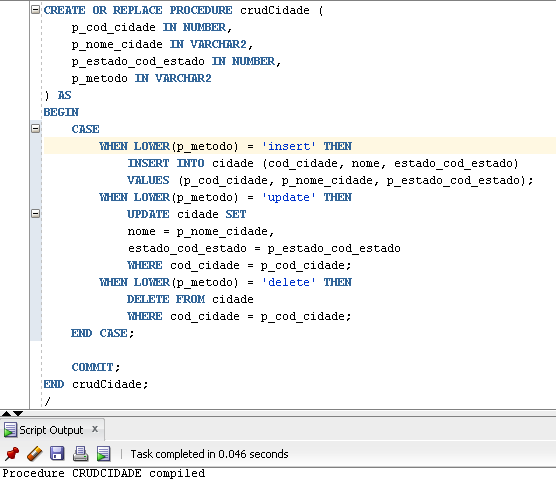 CREATE OR REPLACE PROCEDURE crudCidade (
    p_cod_cidade IN NUMBER,
    p_nome_cidade IN VARCHAR2,
    p_estado_cod_estado IN NUMBER,
    p_metodo IN VARCHAR2
) AS
BEGIN
    CASE
        WHEN LOWER(p_metodo) = 'insert' THEN
            INSERT INTO cidade (cod_cidade, nome, estado_cod_estado)
            VALUES (p_cod_cidade, p_nome_cidade, p_estado_cod_estado);
        WHEN LOWER(p_metodo) = 'update' THEN
            UPDATE cidade SET
            nome = p_nome_cidade,
            estado_cod_estado = p_estado_cod_estado
            WHERE cod_cidade = p_cod_cidade;
        WHEN LOWER(p_metodo) = 'delete' THEN
            DELETE FROM cidade
            WHERE cod_cidade = p_cod_cidade;
    END CASE;

    COMMIT;
END crudCidade;
/
Script Output x
Task completed in 0.046 seconds
Procedure CRUDCIDADE compiled